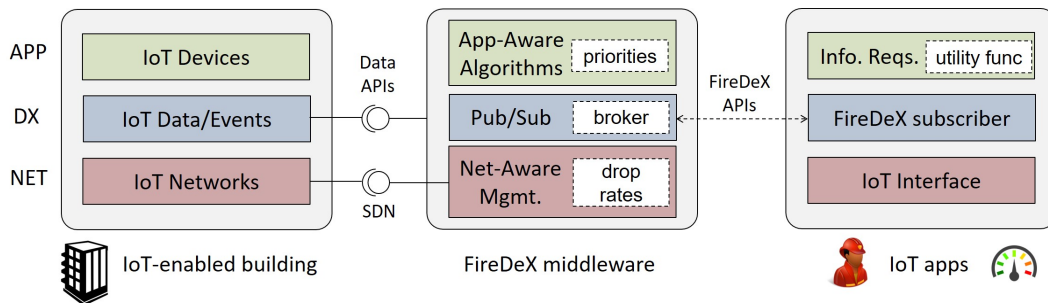 APP
DX
NET
IoT Devices
IoT Data/Events
IoT Networks
IoT-enabled building
Data
APIs
SDN
App-Aware
Algorithms
priorities
Pub/Sub
broker
Net-Aware
Mgmt.
drop
rates
FireDeX middleware
FireDeX
APIs
Info. Reqs.
utility func
FireDeX subscriber
IoT Interface
IoT apps